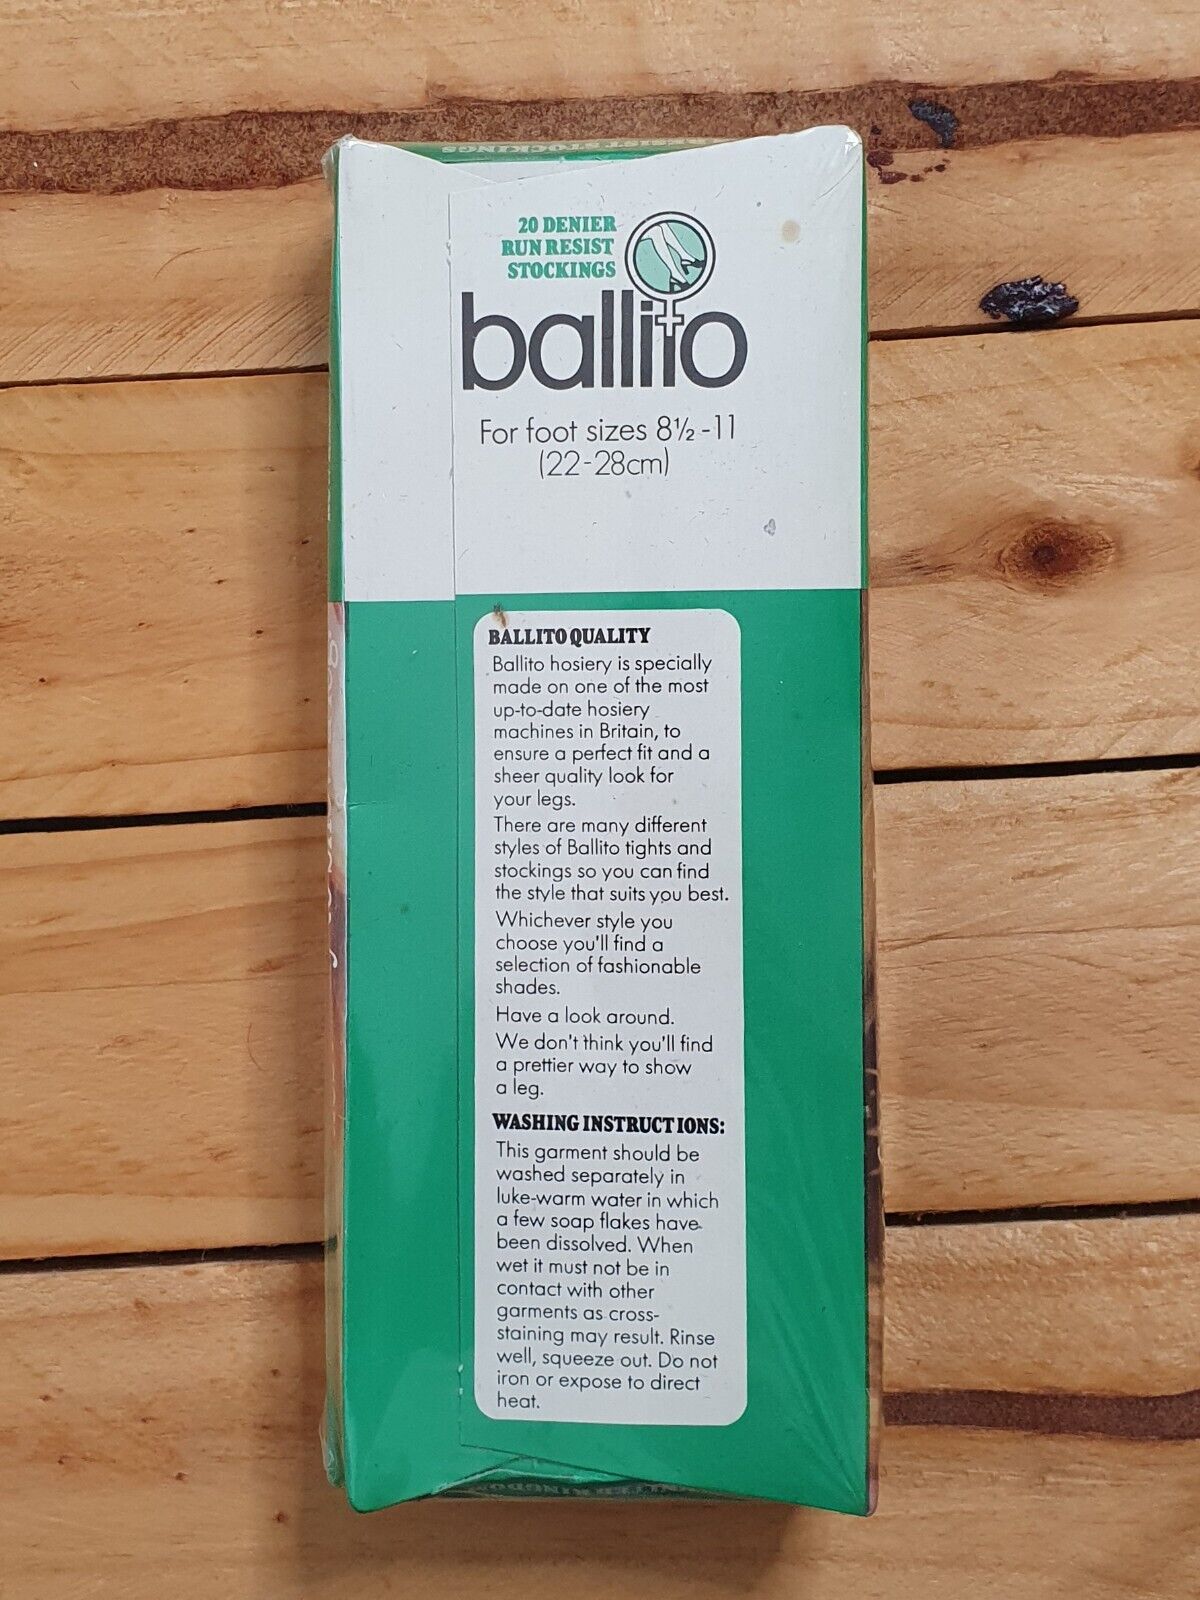 RESIST STOCKINGS
20 DENIER
RUN RESIST
STOCKINGS
ballito
For foot sizes 8½-11
(22-28cm)
BALLITO QUALITY
Ballito hosiery is specially
made on one of the most
up-to-date hosiery
machines in Britain, to
ensure a perfect fit and a
sheer quality look for
your legs.
There are many different
styles of Ballito tights and
stockings so you can find
the style that suits you best.
Whichever style you
choose you'll find a
selection of fashionable
shades.
Have a look around.
We don't think you'll find
a prettier way to show
a leg.
WASHING INSTRUCTIONS:
This garment should be
washed separately in
luke-warm water in which
a few soap flakes have
been dissolved. When
wet it must not be in
contact with other
garments as cross-
staining may result. Rinse
well, squeeze out. Do not
iron or expose to direct
heat.